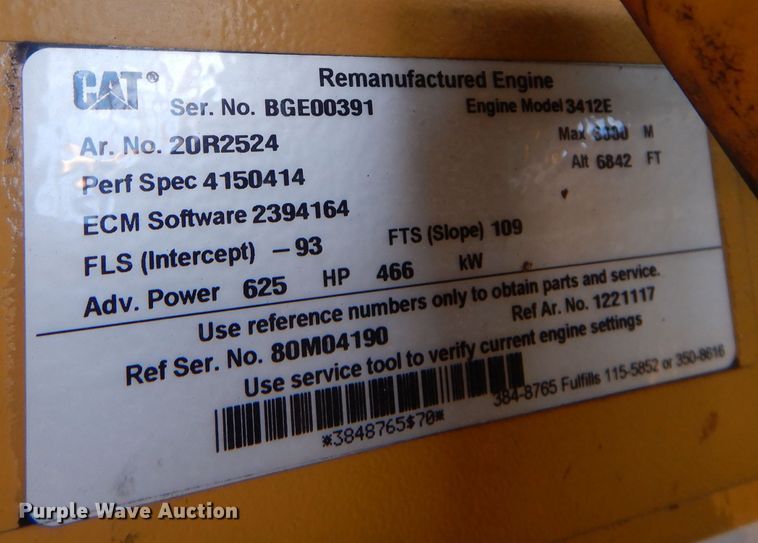 CAT® Remanufactured Engine
Ser. No. BGE00391 Engine Model 3412E
Ar. No. 20R2524 Max M
Perf Spec 4150414 Alt 6842 FT
ECM Software 2394164
FLS (Intercept) -93 FTS (Slope) 109
Adv. Power 625 HP 466 kW
Use reference numbers only to obtain parts and service.
Ref Ser. No. 80M04190 Ref Ar. No. 1221117
Use service tool to verify current engine settings
384-8765 Fulfills 115-5852 or 350-8616
*3848765$70*
Purple Wave Auction